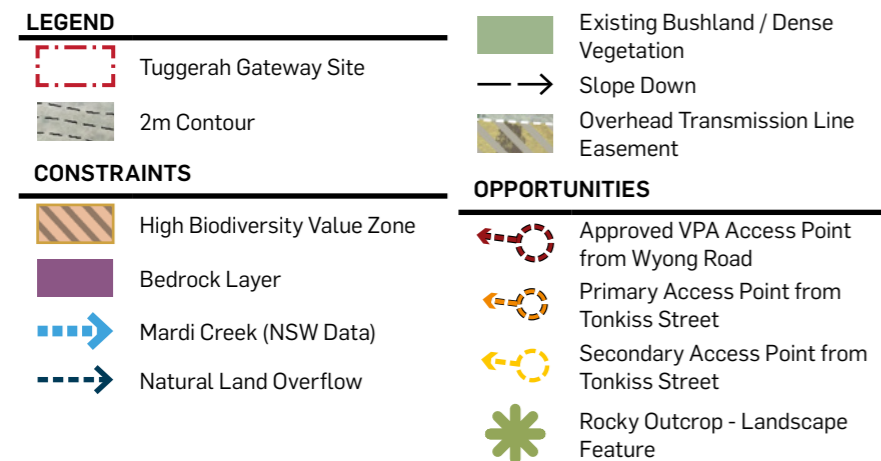 LEGEND
Tuggerah Gateway Site
2m Contour
CONSTRAINTS
High Biodiversity Value Zone
Bedrock Layer
Mardi Creek (NSW Data)
Natural Land Overflow
Existing Bushland / Dense
Vegetation
Slope Down
Overhead Transmission Line
Easement
OPPORTUNITIES
Approved VPA Access Point
from Wyong Road
Primary Access Point from
Tonkiss Street
Secondary Access Point from
Tonkiss Street
Rocky Outcrop - Landscape
Feature